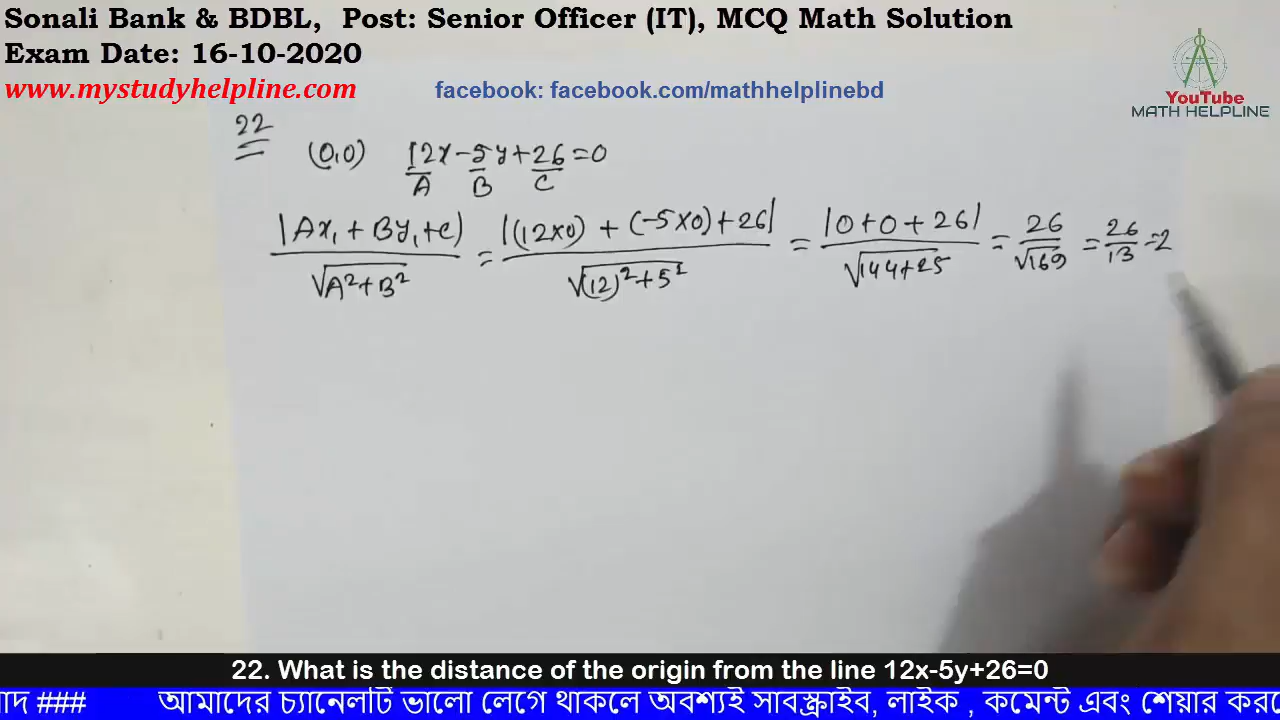 Sonali Bank & BDBL, Post: Senior Officer (IT), MCQ Math Solution
Exam Date: 16-10-2020
www.mystudyhelpline.com facebook: facebook.com/mathhelplinebd
YouTube
MATH HELPLINE
22
(0,0) 12x-5y+26=0
A B C
|Ax₁ + By₁+c| / √A²+B² = |(12×0) + (-5×0)+26| / √(12)²+5² = |0+0+26| / √144+25 = 26/√169 = 26/13 =2
22. What is the distance of the origin from the line 12x-5y+26=0
াদ ### আমাদের চ্যানেলটি ভালো লেগে থাকলে অবশ্যই সাবস্ক্রাইব, লাইক , কমেন্ট এবং শেয়ার কর